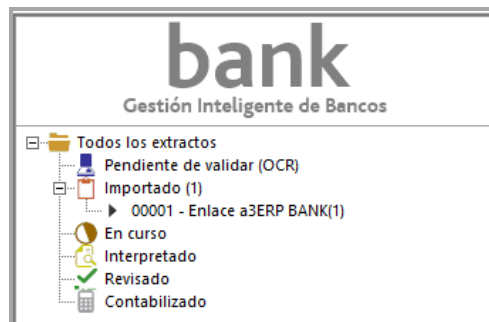 bank
Gestión Inteligente de Bancos
Todos los extractos
Pendiente de validar (OCR)
Importado (1)
00001 - Enlace a3ERP BANK(1)
En curso
Interpretado
Revisado
Contabilizado